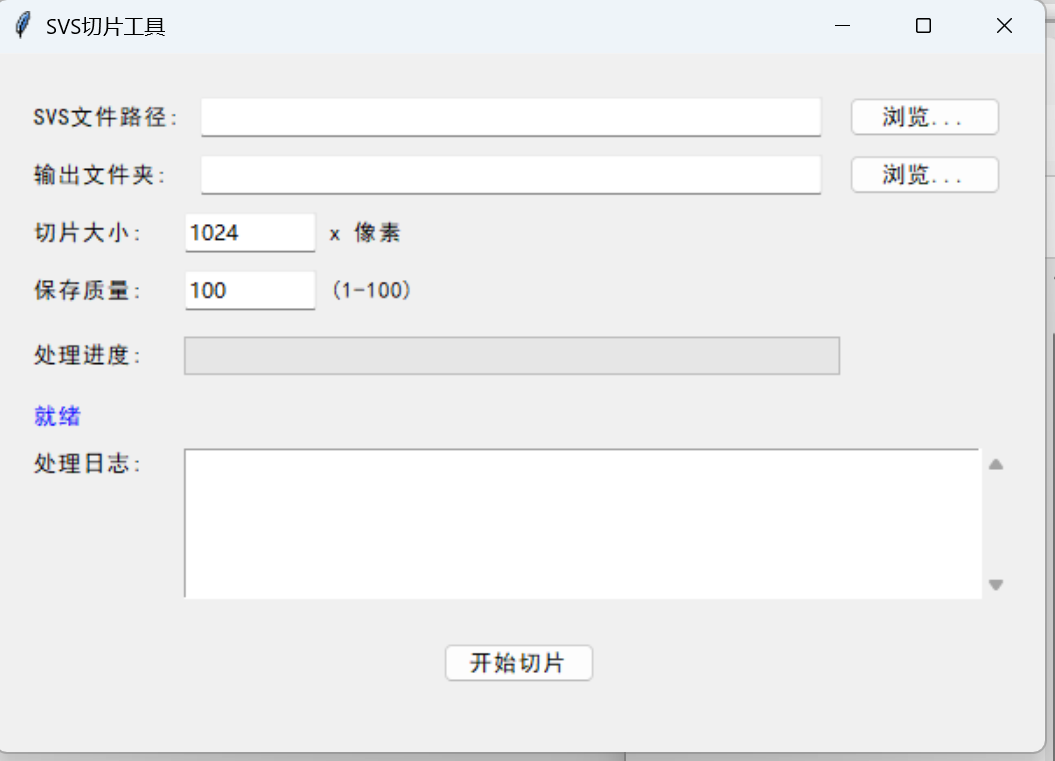 SVS切片工具
SVS文件路径: 浏览...
输出文件夹: 浏览...
切片大小: 1024 x 像素
保存质量: 100 (1-100)
处理进度:
就绪
处理日志:
开始切片